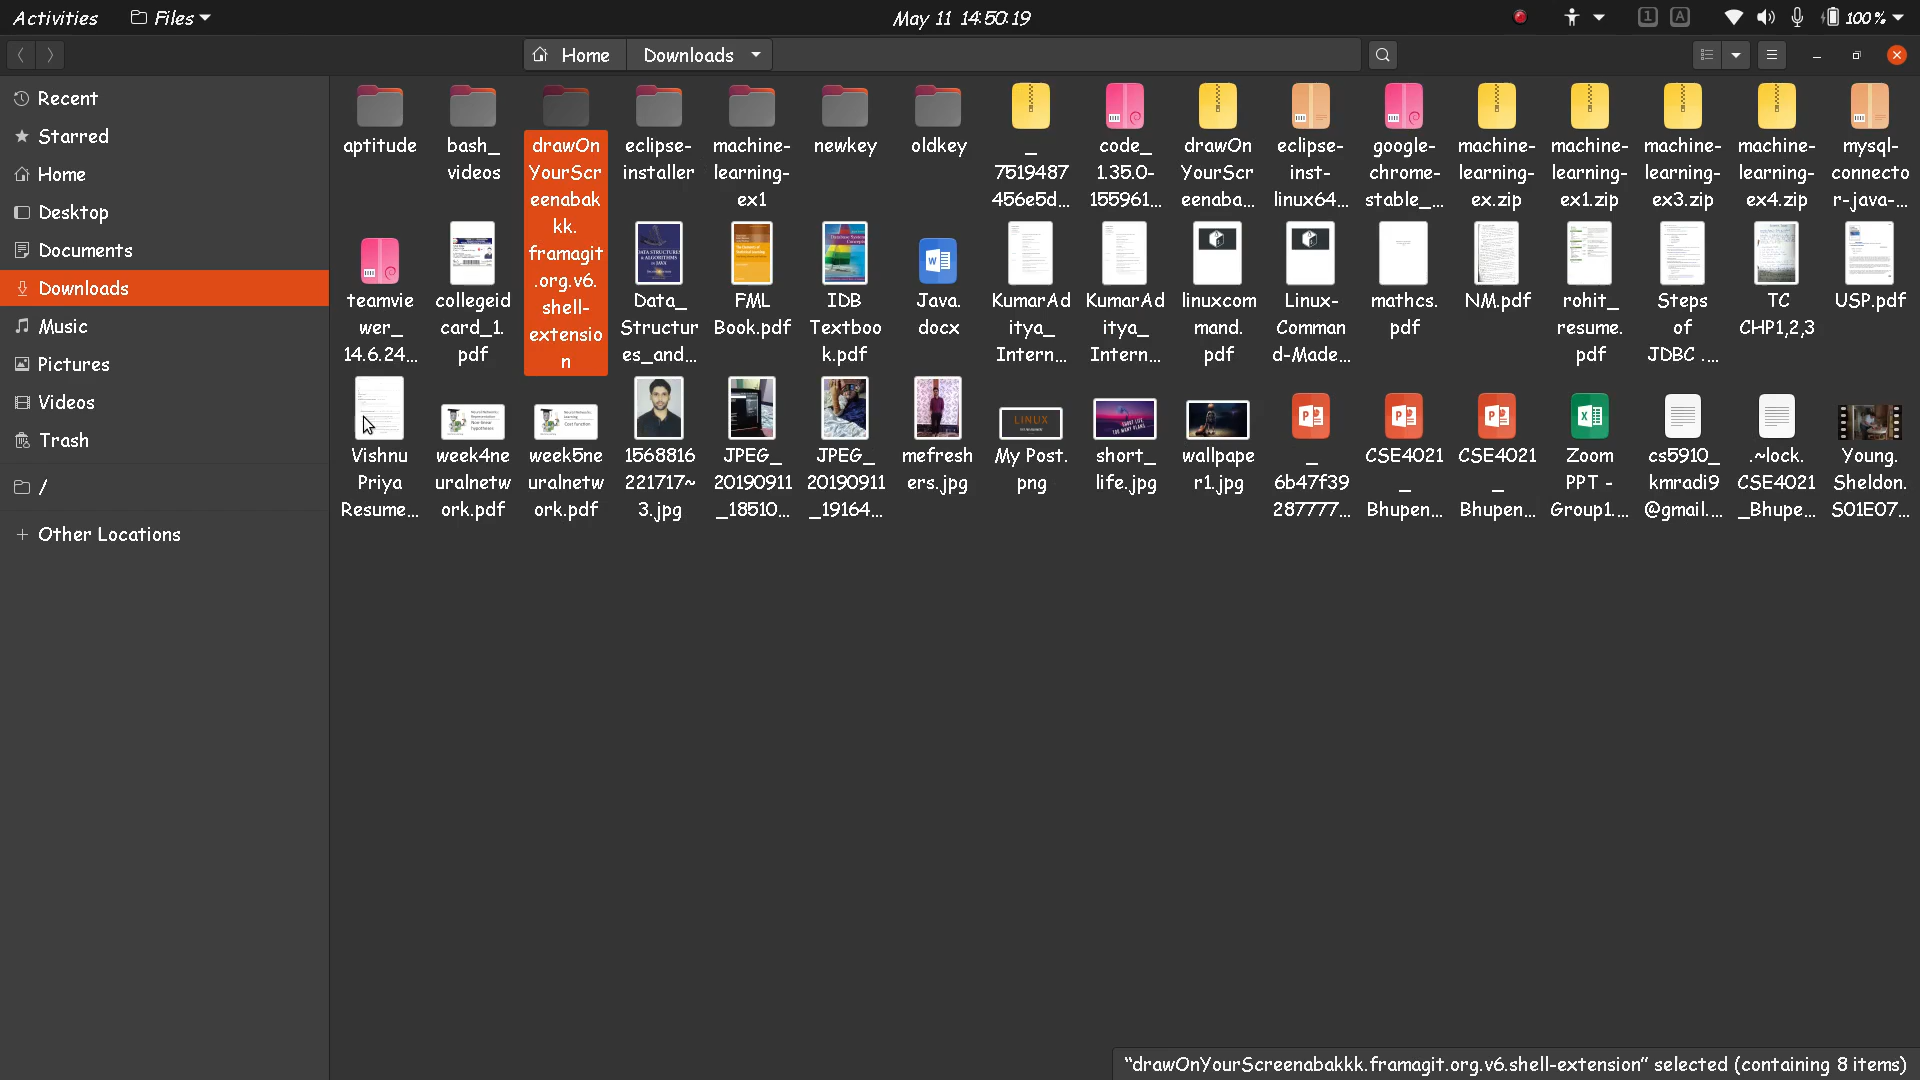 Activities Files May 11 14:50:19 1 A 100 %
Home Downloads
Recent
Starred
Home
Desktop
Documents
Downloads
Music
Pictures
Videos
Trash
/
Other Locations
aptitude
bash_
videos
drawOn
YourScr
eenabak
kk.
framagit
.org.v6.
shell-
extensio
n
eclipse-
installer
machine-
learning-
ex1
newkey
oldkey
_
7519487
456e5d...
code_
1.35.0-
155961...
drawOn
YourScr
eenaba...
eclipse-
inst-
linux64...
google-
chrome-
stable_...
machine-
learning-
ex.zip
machine-
learning-
ex1.zip
machine-
learning-
ex3.zip
machine-
learning-
ex4.zip
mysql-
connecto
r-java-...
teamvie
wer_
14.6.24...
collegeid
card_1.
pdf
Data_
Structur
es_and...
FML
Book.pdf
IDB
Textboo
k.pdf
Java.
docx
KumarAd
itya_
Intern...
KumarAd
itya_
Intern...
linuxcom
mand.
pdf
Linux-
Comman
d-Made...
mathcs.
pdf
NM.pdf
rohit_
resume.
pdf
Steps
of
JDBC ....
TC
CHP1,2,3
USP.pdf
Vishnu
Priya
Resume...
week4ne
uralnetw
ork.pdf
week5ne
uralnetw
ork.pdf
1568816
221717~
3.jpg
JPEG_
20190911
_18510...
JPEG_
20190911
_19164...
mefresh
ers.jpg
LINUX
My Post.
png
short_
life.jpg
wallpape
r1.jpg
_
6b47f39
287777...
CSE4021
_
Bhupen...
CSE4021
_
Bhupen...
Zoom
PPT -
Group1....
cs5910_
kmradi9
@gmail....
.~lock.
CSE4021
_Bhupe...
Young.
Sheldon.
S01E07...
“drawOnYourScreenabakkk.framagit.org.v6.shell-extension” selected (containing 8 items)